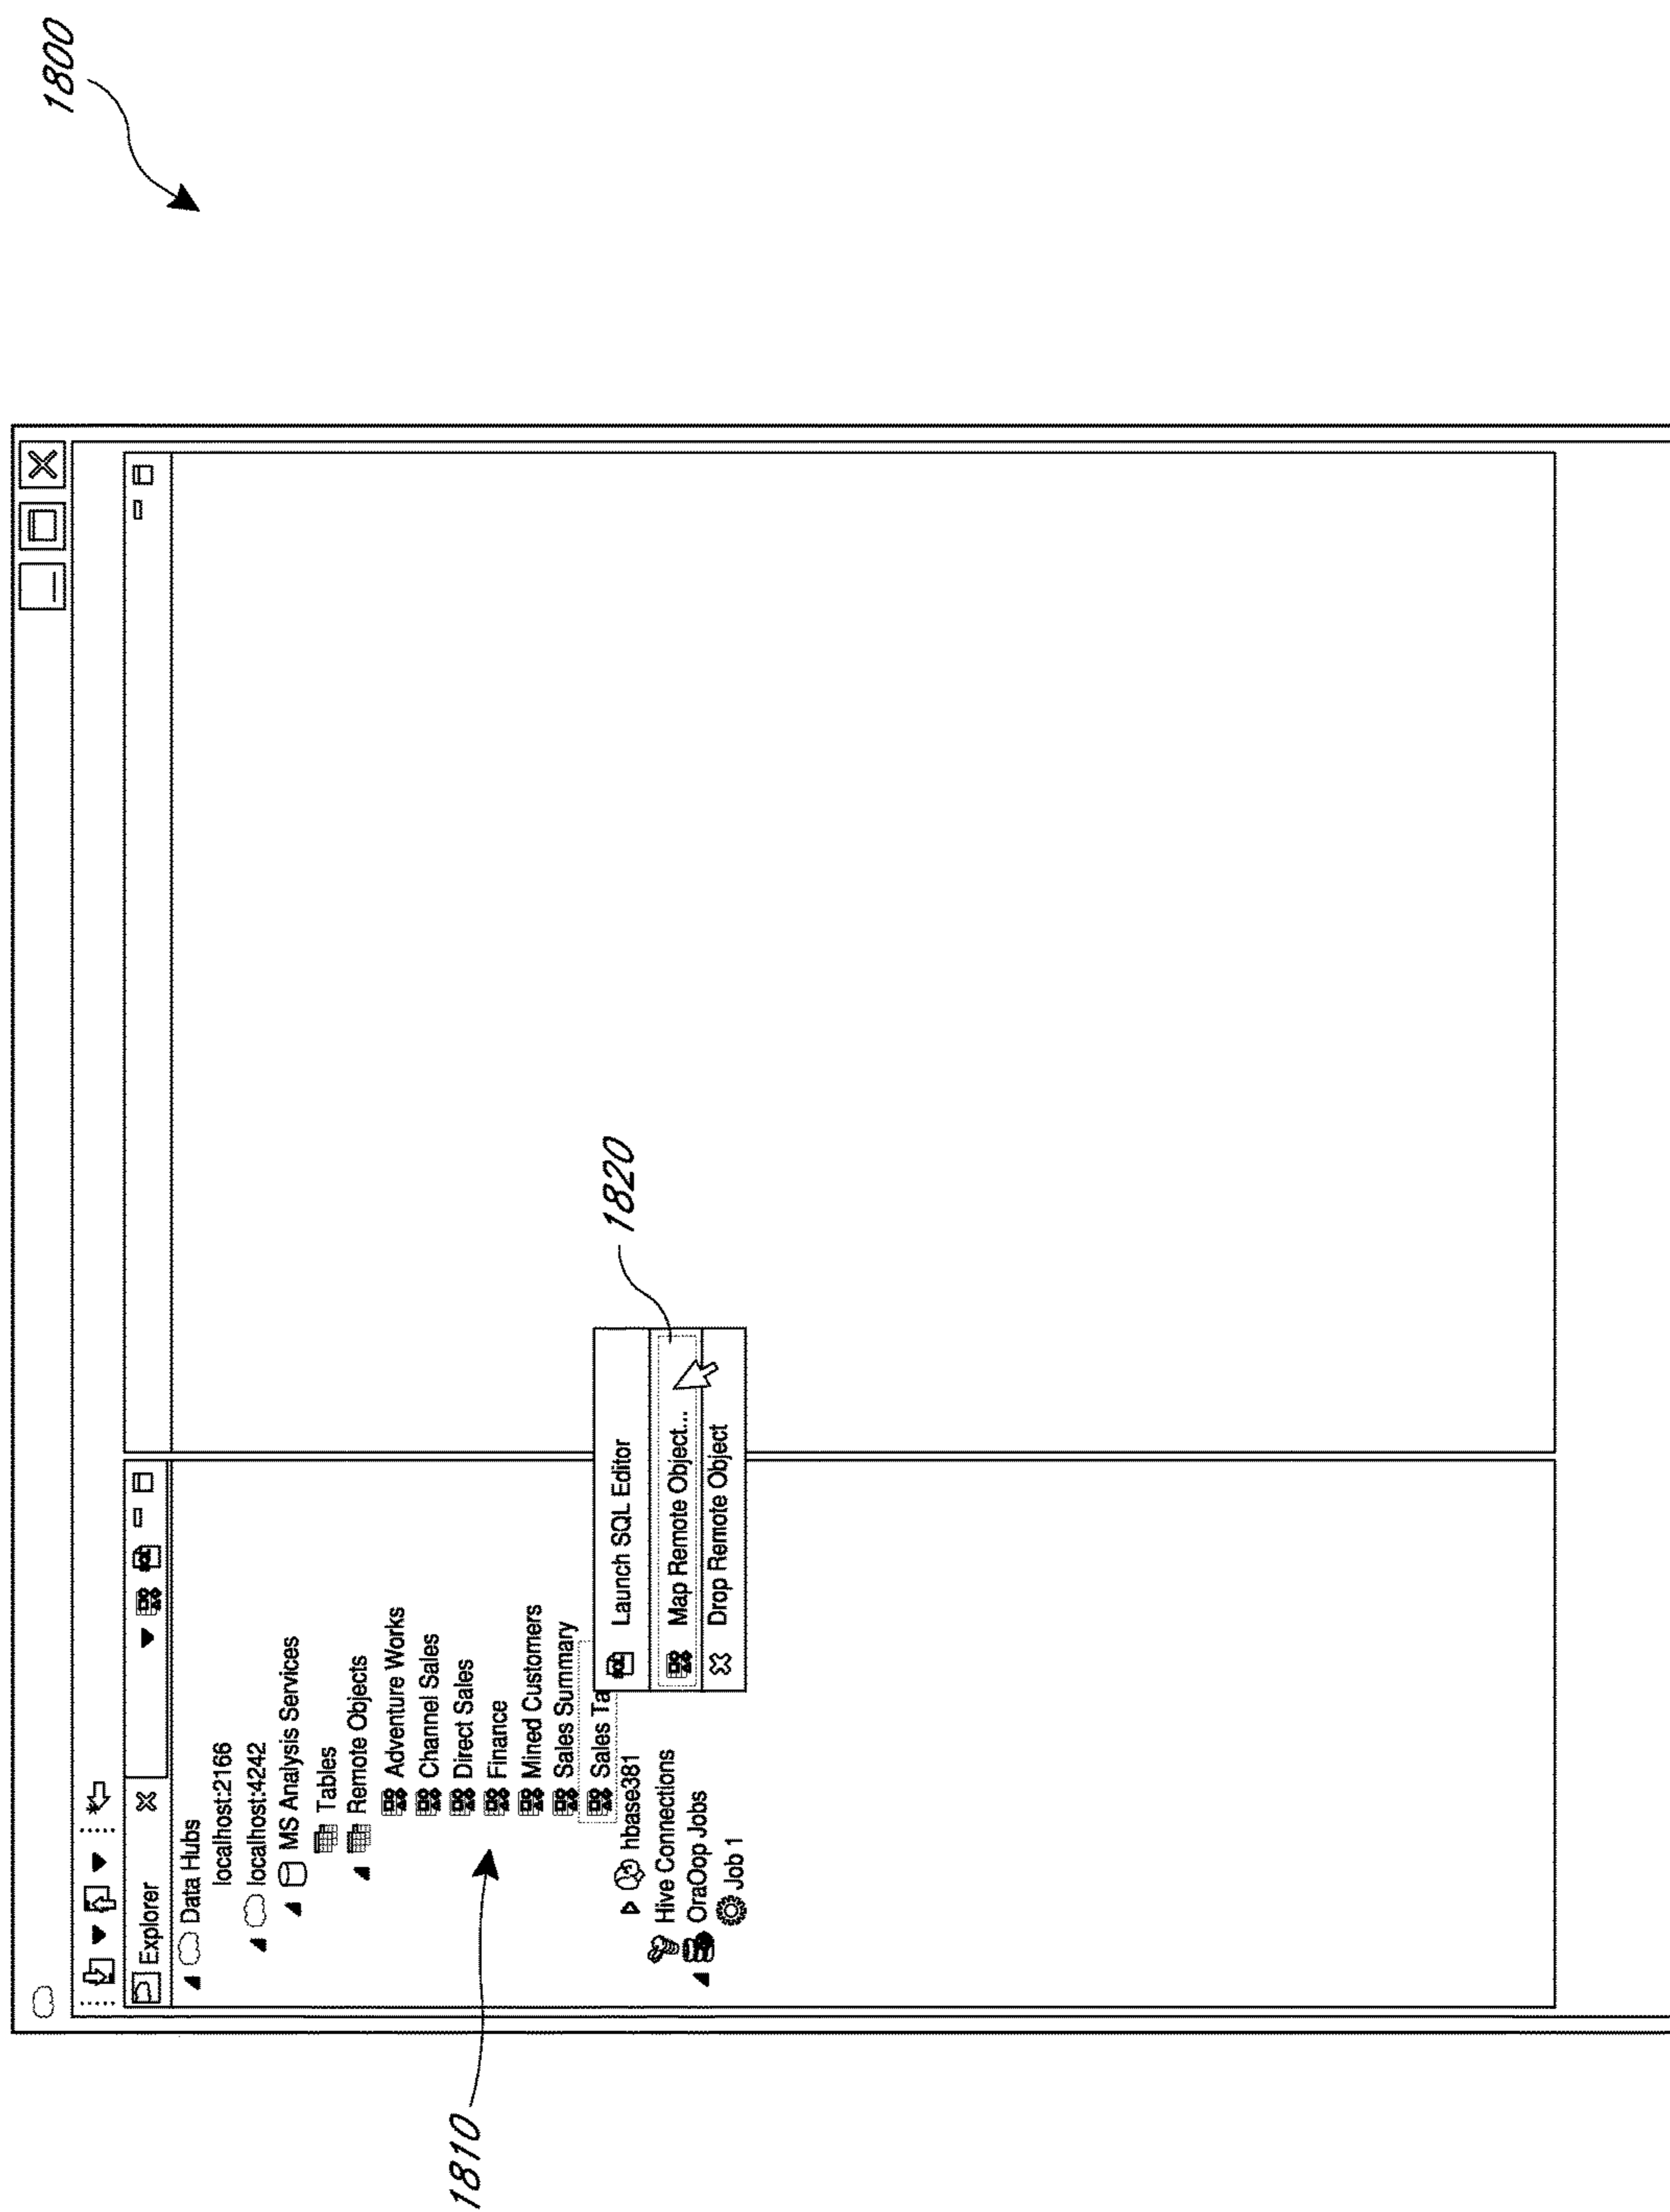 1800
Explorer
SQL
Data Hubs
localhost:2166
localhost:4242
MS Analysis Services
Tables
Remote Objects
Adventure Works
Channel Sales
Direct Sales
Finance
Mined Customers
Sales Summary
Sales Ta
hbase381
Hive Connections
OraOop Jobs
Job 1
SQL Launch SQL Editor
Map Remote Object...
Drop Remote Object
1810
1820